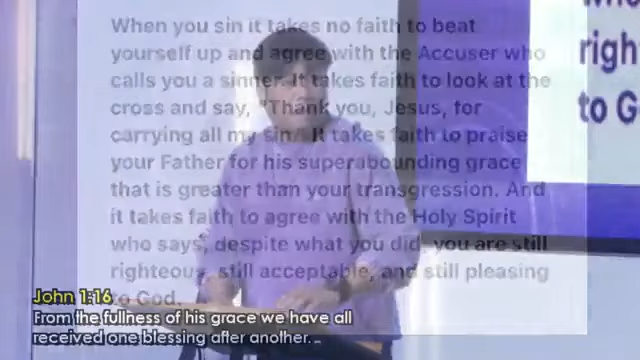 When you sin it takes no faith to beat
yourself up and agree with the Accuser who
calls you a sinner. It takes faith to look at the
cross and say, "Thank you, Jesus, for
carrying all my sin." It takes faith to praise
your Father for his superabounding grace
that is greater than your transgression. And
it takes faith to agree with the Holy Spirit
who says, despite what you did, you are still
righteous, still acceptable, and still pleasing
to God.
righ
to G
John 1:16
From the fullness of his grace we have all
received one blessing after another.